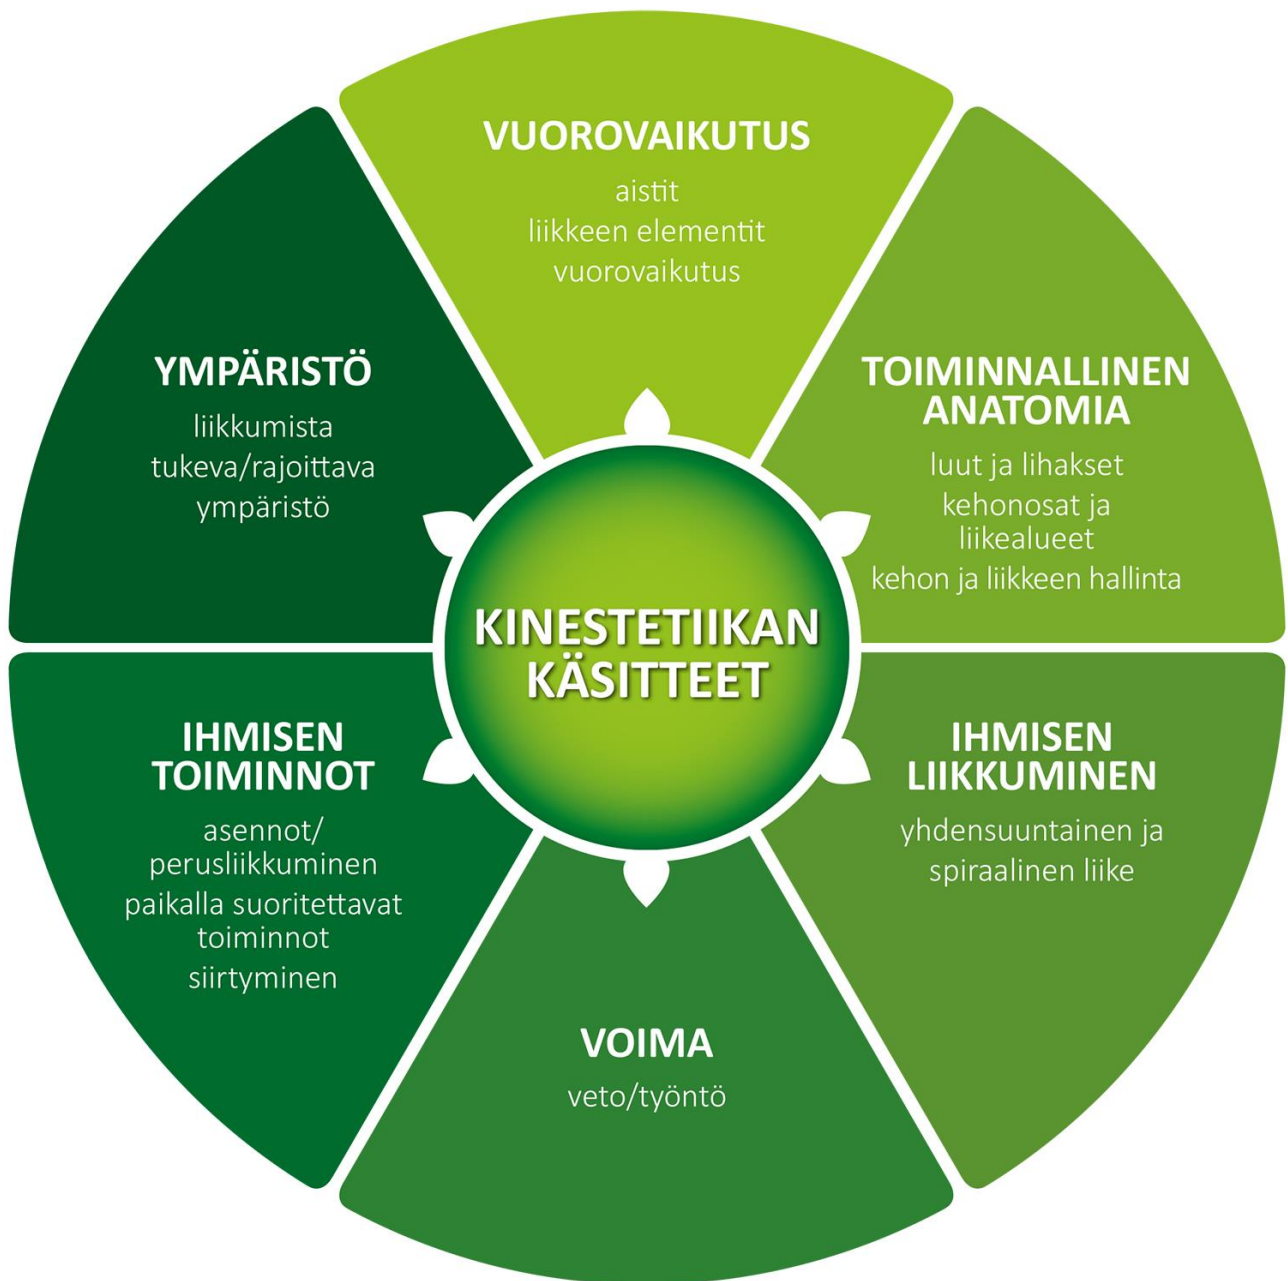 VUOROVAIKUTUS
aistit
liikkeen elementit
vuorovaikutus
TOIMINNALLINEN
ANATOMIA
luut ja lihakset
kehonosat ja
liikealueet
kehon ja liikkeen hallinta
IHMISEN
LIIKKUMINEN
yhdensuuntainen ja
spiraalinen liike
VOIMA
veto/työntö
IHMISEN
TOIMINNOT
asennot/
perusliikkuminen
paikalla suoritettavat
toiminnot
siirtyminen
YMPÄRISTÖ
liikkumista
tukeva/rajoittava
ympäristö
KINESTETIIKAN
KÄSITTEET